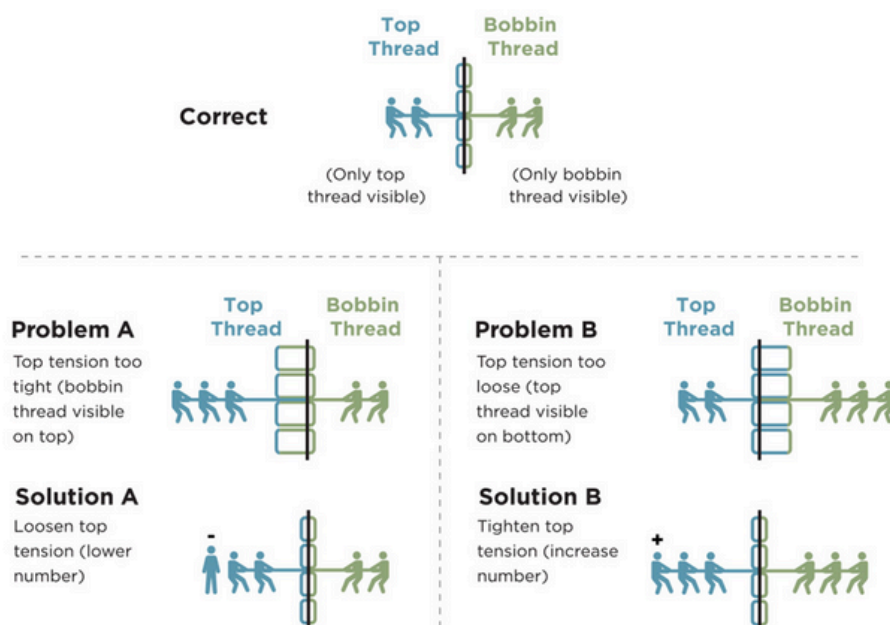 Top
Thread
Bobbin
Thread
Correct
(Only top
thread visible)
(Only bobbin
thread visible)
Problem A
Top tension too
tight (bobbin
thread visible
on top)
Top
Thread
Bobbin
Thread
Solution A
Loosen top
tension (lower
number)
-
Problem B
Top tension too
loose (top
thread visible
on bottom)
Top
Thread
Bobbin
Thread
Solution B
Tighten top
tension (increase
number)
+